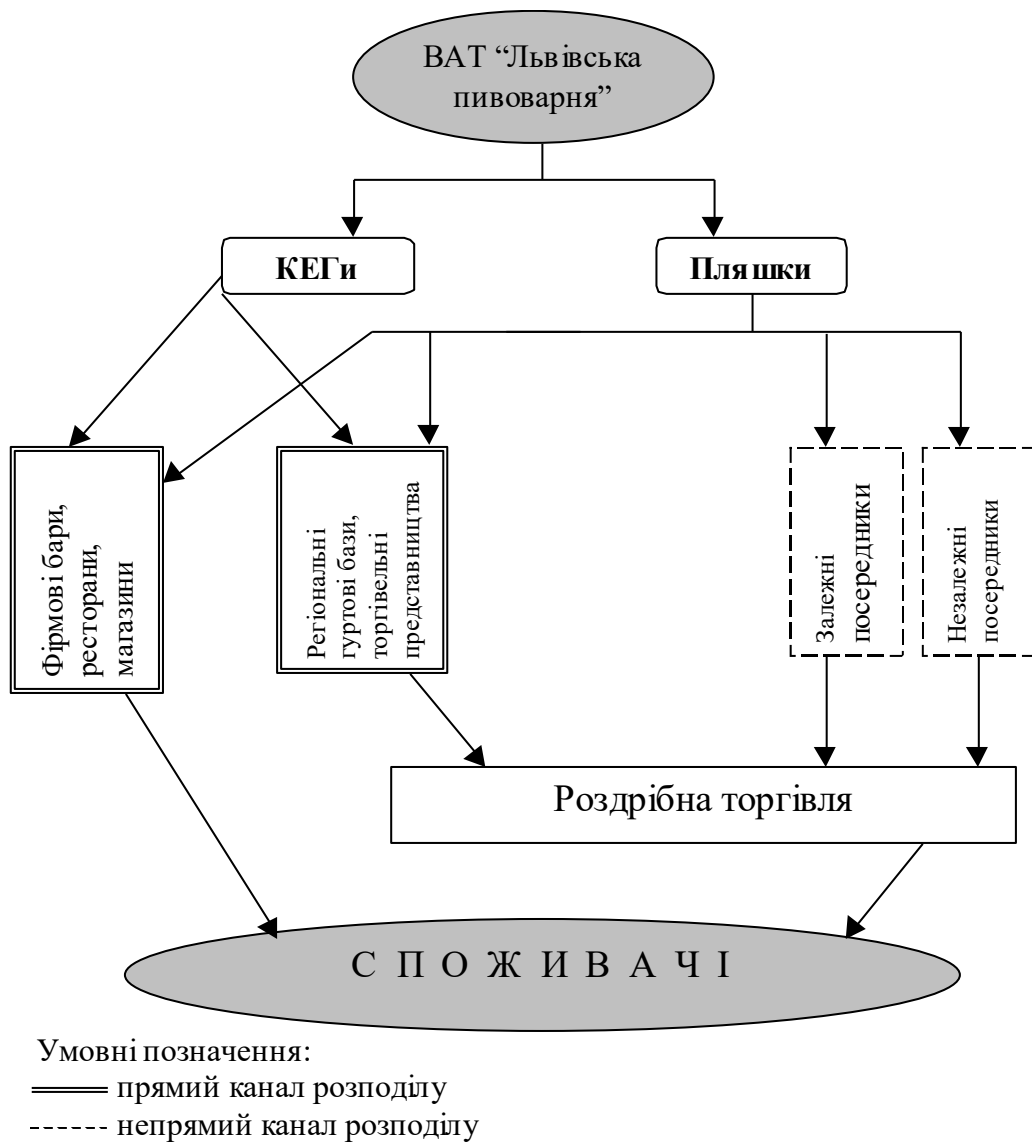 ВАТ “Львівська
пивоварня”
КЕГи
Пляшки
Фірмові бари,
ресторани,
магазини
Регіональні
гуртові бази,
торгівельні
представництва
Залежні
посередники
Незалежні
посередники
Роздрібна торгівля
С П О Ж И В А Ч І
Умовні позначення:
прямий канал розподілу
непрямий канал розподілу